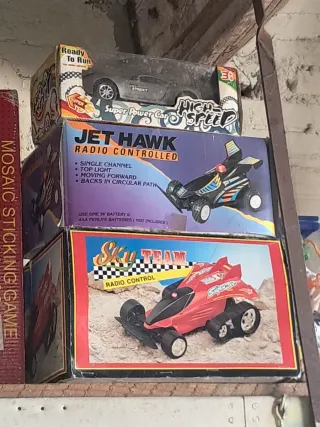 Ready
To Run
Super Power Car
HIGH-
SPEED
JET HAWK
RADIO CONTROLLED
• SINGLE CHANNEL
• TOP LIGHT
• MOVING FORWARD
• BACKS IN CIRCULAR PATH
Sky TEAM
RADIO CONTROL
MOSAIC STICKING GAME